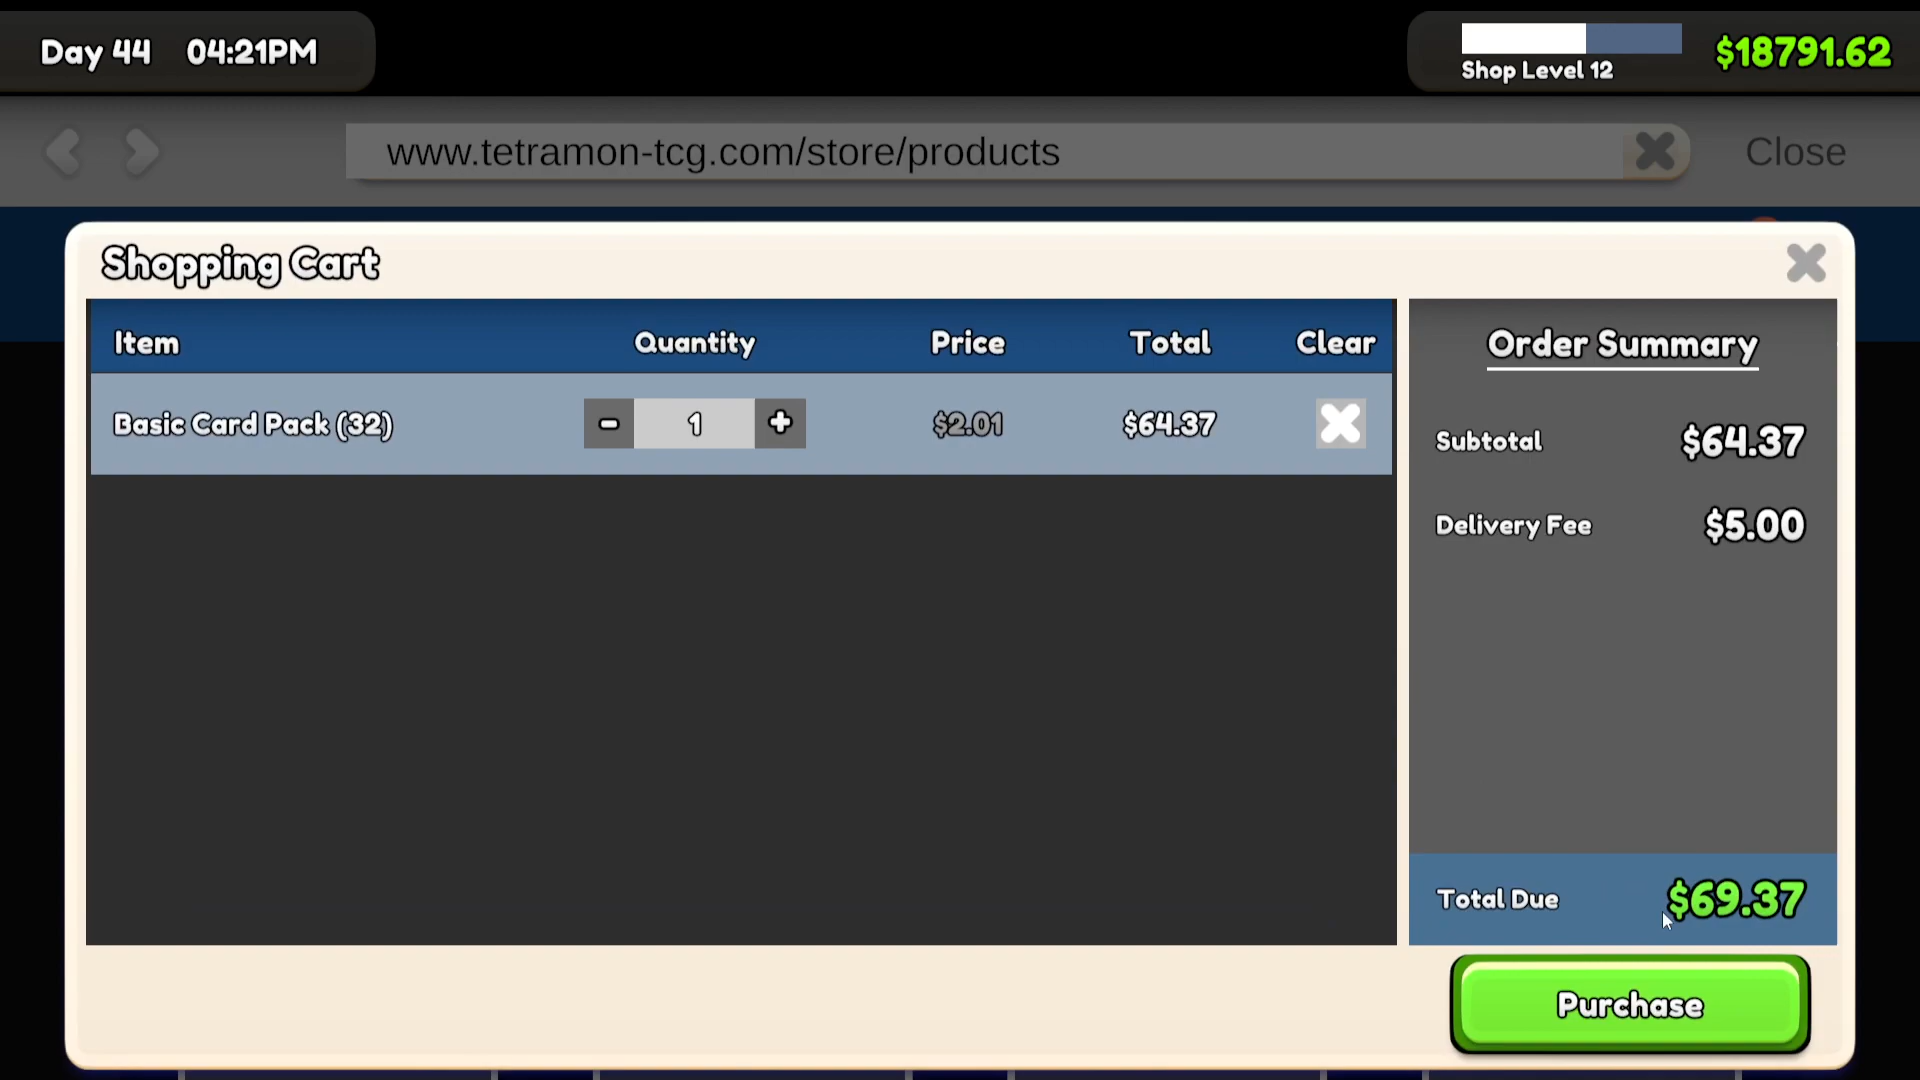 Day 44 04:21PM
Shop Level 12
$18791.62
www.tetramon-tcg.com/store/products
Close
Shopping Cart
Item Quantity Price Total Clear
Basic Card Pack (32) - 1 + $2.01 $64.37
Order Summary
Subtotal $64.37
Delivery Fee $5.00
Total Due $69.37
Purchase